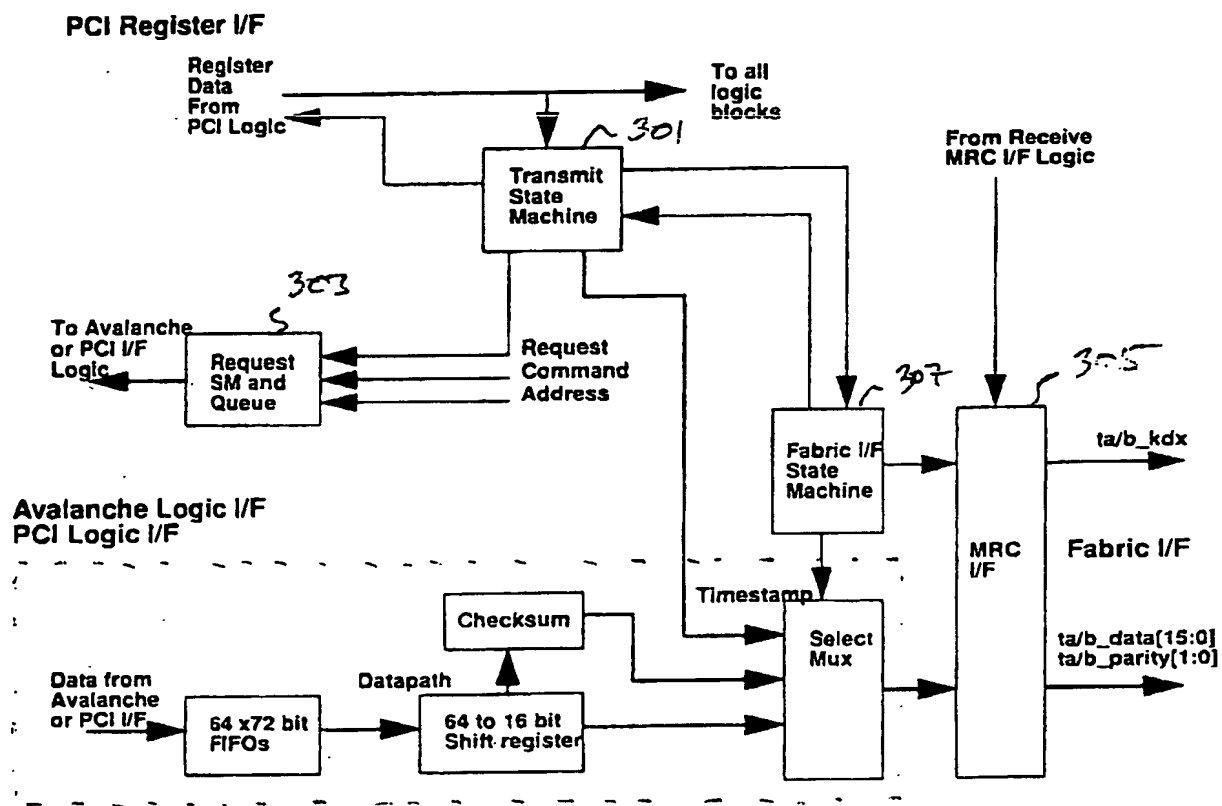 PCI Register I/F
Register
Data
From
PCI Logic
To all
logic
blocks
301
From Receive
MRC I/F Logic
Transmit
State
Machine
303
To Avalanche
or PCI I/F
Logic
Request
SM and
Queue
Request
Command
Address
307
305
Fabric I/F
State
Machine
ta/b_kdx
Avalanche Logic I/F
PCI Logic I/F
MRC
I/F
Fabric I/F
Timestamp
Checksum
Select
Mux
ta/b_data[15:0]
ta/b_parity[1:0]
Data from
Avalanche
or PCI I/F
Datapath
64 x72 bit
FIFOs
64 to 16 bit
Shift register